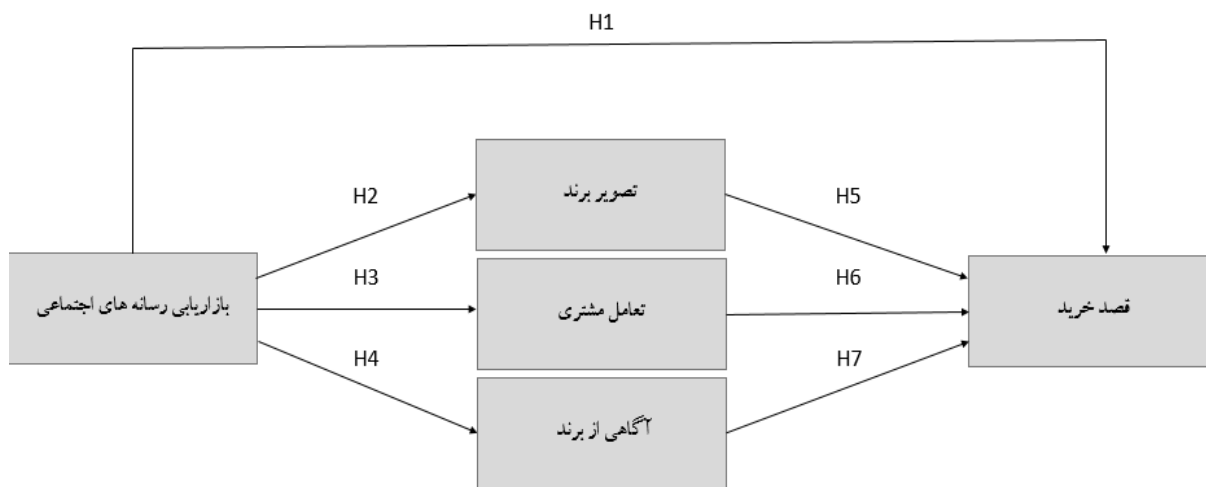 H1
تصویر برند
H2
H5
بازاریابی رسانه های اجتماعی
H3
تعامل مشتری
H6
قصد خرید
H4
H7
آگاهی از برند